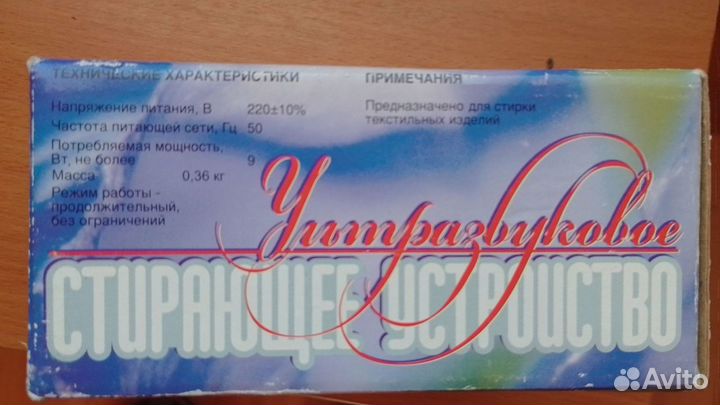 ТЕХНИЧЕСКИЕ ХАРАКТЕРИСТИКИ
Напряжение питания, В 220±10%
Частота питающей сети, Гц 50
Потребляемая мощность,
Вт, не более 9
Масса 0,36 кг
Режим работы -
продолжительный,
без ограничений
ПРИМЕЧАНИЯ
Предназначено для стирки
текстильных изделий
Ультразвуковое
СТИРАЮЩЕЕ УСТРОЙСТВО
Avito